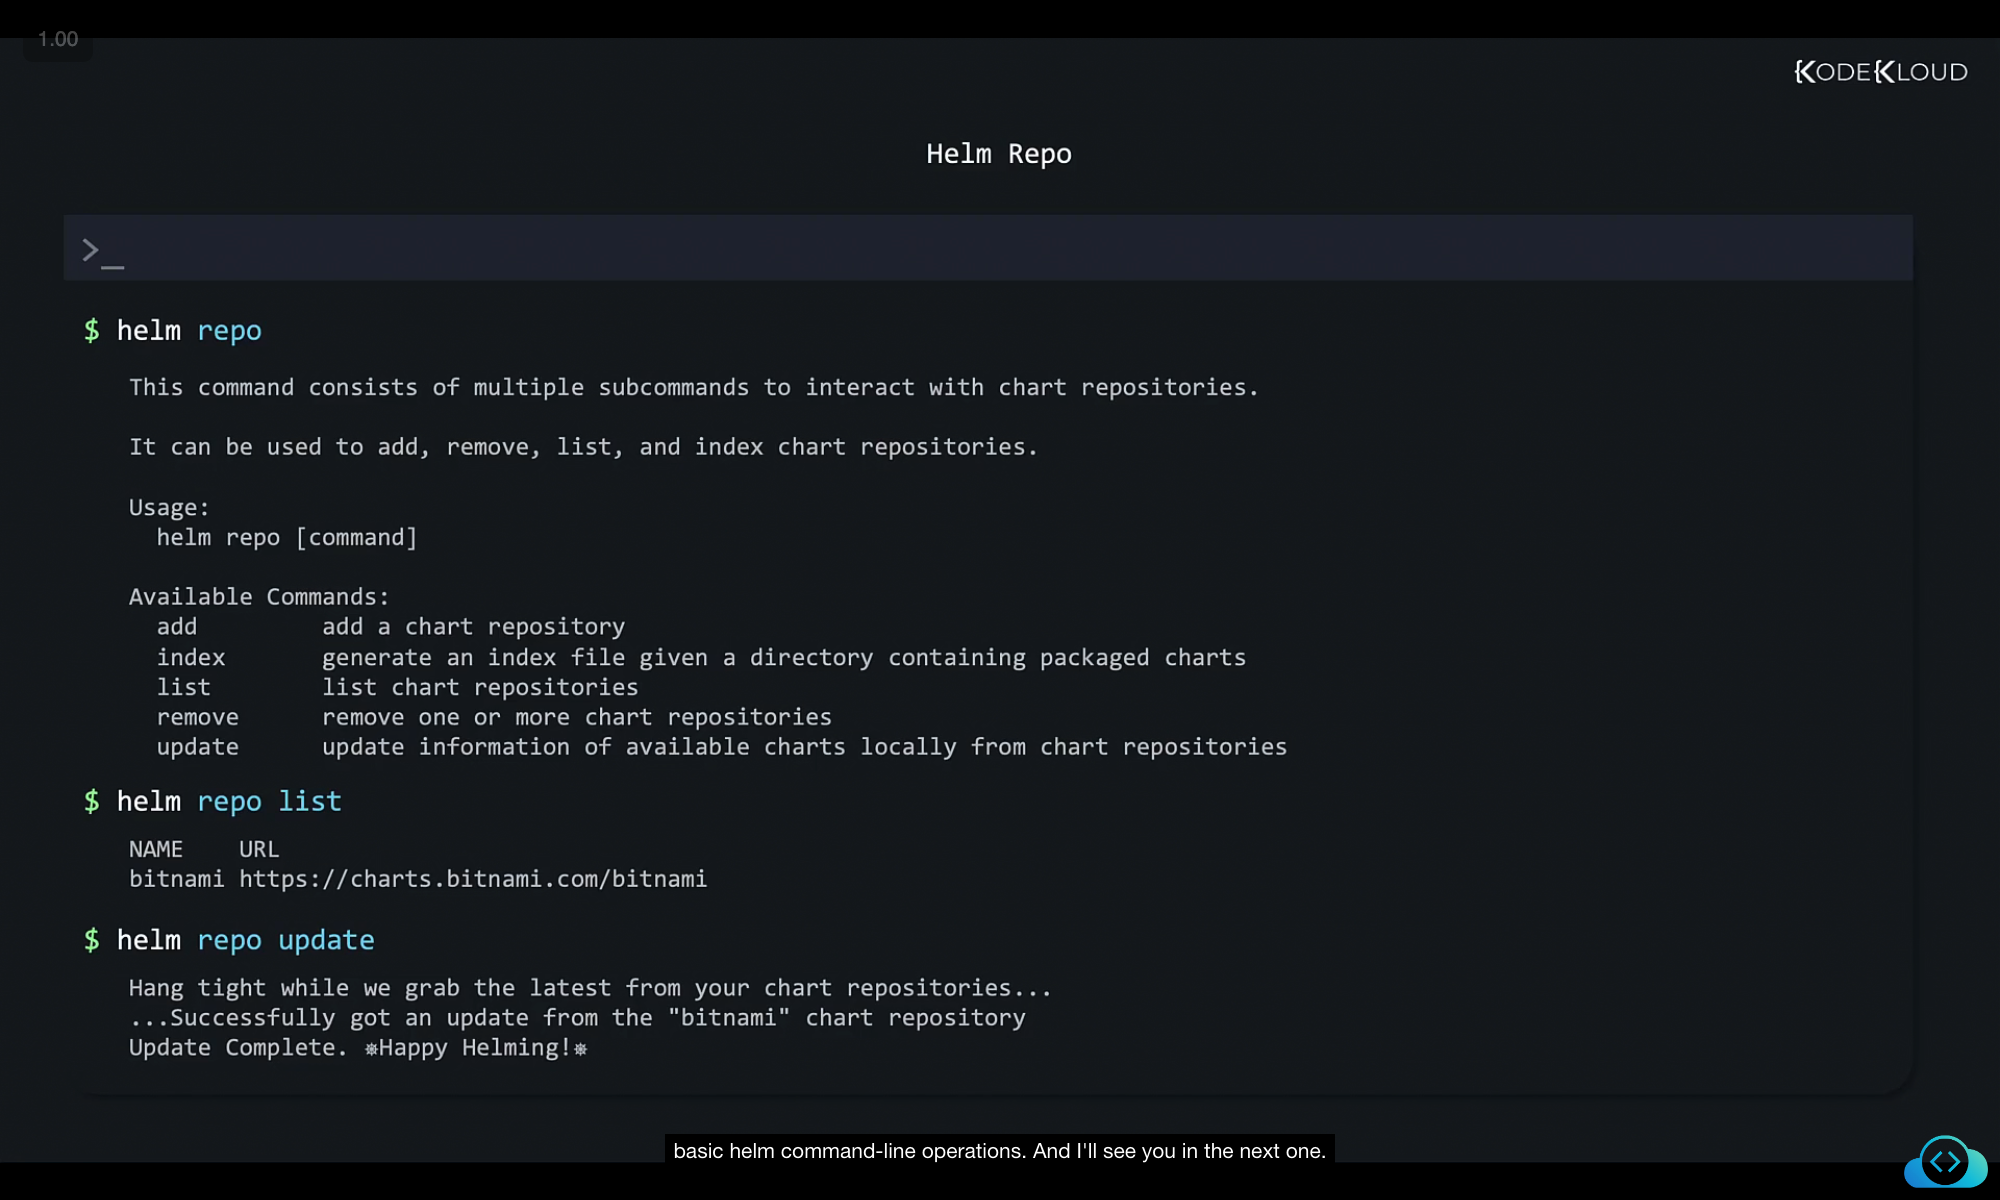 1.00
KODEKLOUD
Helm Repo
>_
$ helm repo
This command consists of multiple subcommands to interact with chart repositories.
It can be used to add, remove, list, and index chart repositories.
Usage:
helm repo [command]
Available Commands:
add add a chart repository
index generate an index file given a directory containing packaged charts
list list chart repositories
remove remove one or more chart repositories
update update information of available charts locally from chart repositories
$ helm repo list
NAME URL
bitnami https://charts.bitnami.com/bitnami
$ helm repo update
Hang tight while we grab the latest from your chart repositories...
...Successfully got an update from the "bitnami" chart repository
Update Complete. ⎈Happy Helming!⎈
basic helm command-line operations. And I'll see you in the next one.